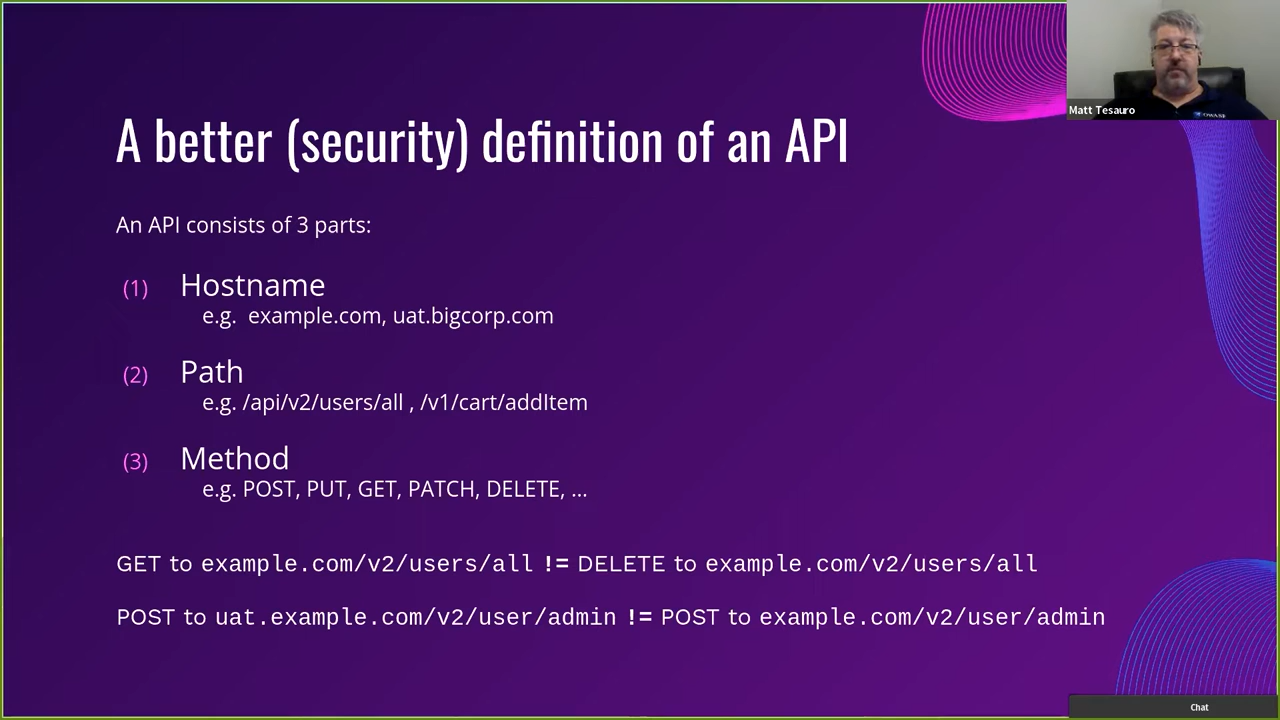 A better (security) definition of an API
An API consists of 3 parts:
(1) Hostname
e.g. example.com, uat.bigcorp.com
(2) Path
e.g. /api/v2/users/all , /v1/cart/addItem
(3) Method
e.g. POST, PUT, GET, PATCH, DELETE, ...
GET to example.com/v2/users/all != DELETE to example.com/v2/users/all
POST to uat.example.com/v2/user/admin != POST to example.com/v2/user/admin
Matt Tesauro
OWASP
Chat